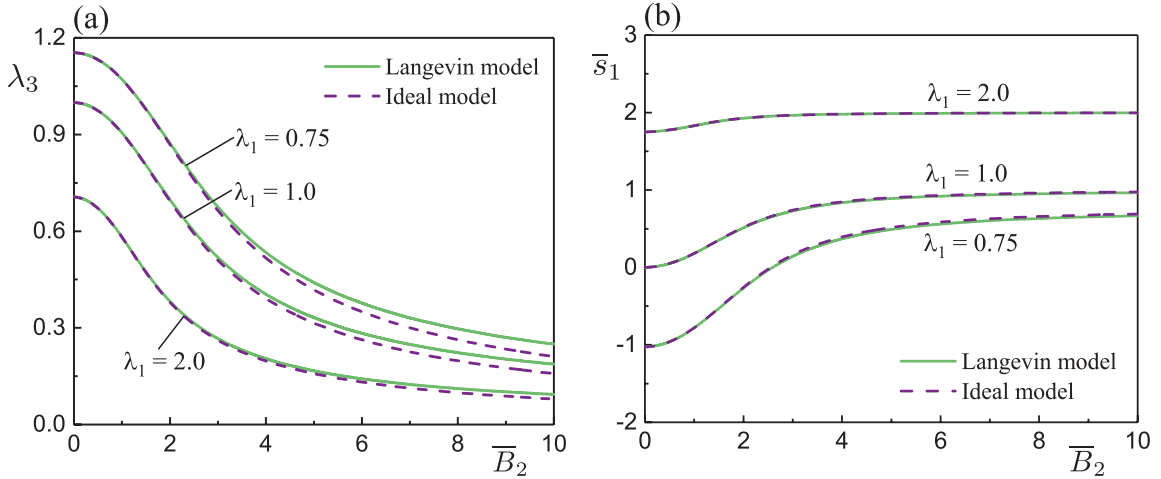 (a)
1.2
0.9
0.6
0.3
0.0
λ₃
Langevin model
Ideal model
λ₁ = 0.75
λ₁ = 1.0
λ₁ = 2.0
0 2 4 6 8 10
B̅₂
(b)
3
2
1
0
-1
-2
s̅₁
λ₁ = 2.0
λ₁ = 1.0
λ₁ = 0.75
Langevin model
Ideal model
0 2 4 6 8 10
B̅₂